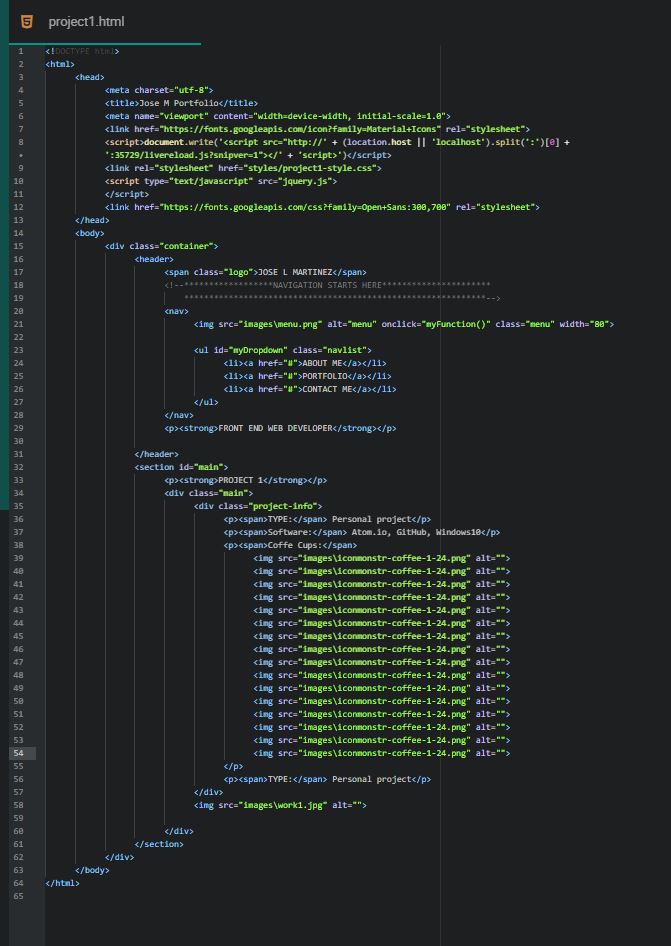 project1.html
1 <!DOCTYPE html>
2 <html>
3 <head>
4 <meta charset="utf-8">
5 <title>Jose M Portfolio</title>
6 <meta name="viewport" content="width=device-width, initial-scale=1.0">
7 <link href="https://fonts.googleapis.com/icon?family=Material+Icons" rel="stylesheet">
8 <script>document.write('<script src="http://' + (location.host || 'localhost').split(':')[0] +
• ':35729/livereload.js?snipver=1"></' + 'script>')</script>
9 <link rel="stylesheet" href="styles/project1-style.css">
10 <script type="text/javascript" src="jquery.js">
11 </script>
12 <link href="https://fonts.googleapis.com/css?family=Open+Sans:300,700" rel="stylesheet">
13 </head>
14 <body>
15 <div class="container">
16 <header>
17 <span class="logo">JOSE L MARTINEZ</span>
18 <!--******************NAVIGATION STARTS HERE**********************
19 *************************************************************-->
20 <nav>
21 <img src="images\menu.png" alt="menu" onclick="myFunction()" class="menu" width="80">
22
23 <ul id="myDropdown" class="navlist">
24 <li><a href="#">ABOUT ME</a></li>
25 <li><a href="#">PORTFOLIO</a></li>
26 <li><a href="#">CONTACT ME</a></li>
27 </ul>
28 </nav>
29 <p><strong>FRONT END WEB DEVELOPER</strong></p>
30
31 </header>
32 <section id="main">
33 <p><strong>PROJECT 1</strong></p>
34 <div class="main">
35 <div class="project-info">
36 <p><span>TYPE:</span> Personal project</p>
37 <p><span>Software:</span> Atom.io, GitHub, Windows10</p>
38 <p><span>Coffe Cups:</span>
39 <img src="images\iconmonstr-coffee-1-24.png" alt="">
40 <img src="images\iconmonstr-coffee-1-24.png" alt="">
41 <img src="images\iconmonstr-coffee-1-24.png" alt="">
42 <img src="images\iconmonstr-coffee-1-24.png" alt="">
43 <img src="images\iconmonstr-coffee-1-24.png" alt="">
44 <img src="images\iconmonstr-coffee-1-24.png" alt="">
45 <img src="images\iconmonstr-coffee-1-24.png" alt="">
46 <img src="images\iconmonstr-coffee-1-24.png" alt="">
47 <img src="images\iconmonstr-coffee-1-24.png" alt="">
48 <img src="images\iconmonstr-coffee-1-24.png" alt="">
49 <img src="images\iconmonstr-coffee-1-24.png" alt="">
50 <img src="images\iconmonstr-coffee-1-24.png" alt="">
51 <img src="images\iconmonstr-coffee-1-24.png" alt="">
52 <img src="images\iconmonstr-coffee-1-24.png" alt="">
53 <img src="images\iconmonstr-coffee-1-24.png" alt="">
54 <img src="images\iconmonstr-coffee-1-24.png" alt="">
55 </p>
56 <p><span>TYPE:</span> Personal project</p>
57 </div>
58 <img src="images\work1.jpg" alt="">
59
60 </div>
61 </section>
62 </div>
63 </body>
64 </html>
65